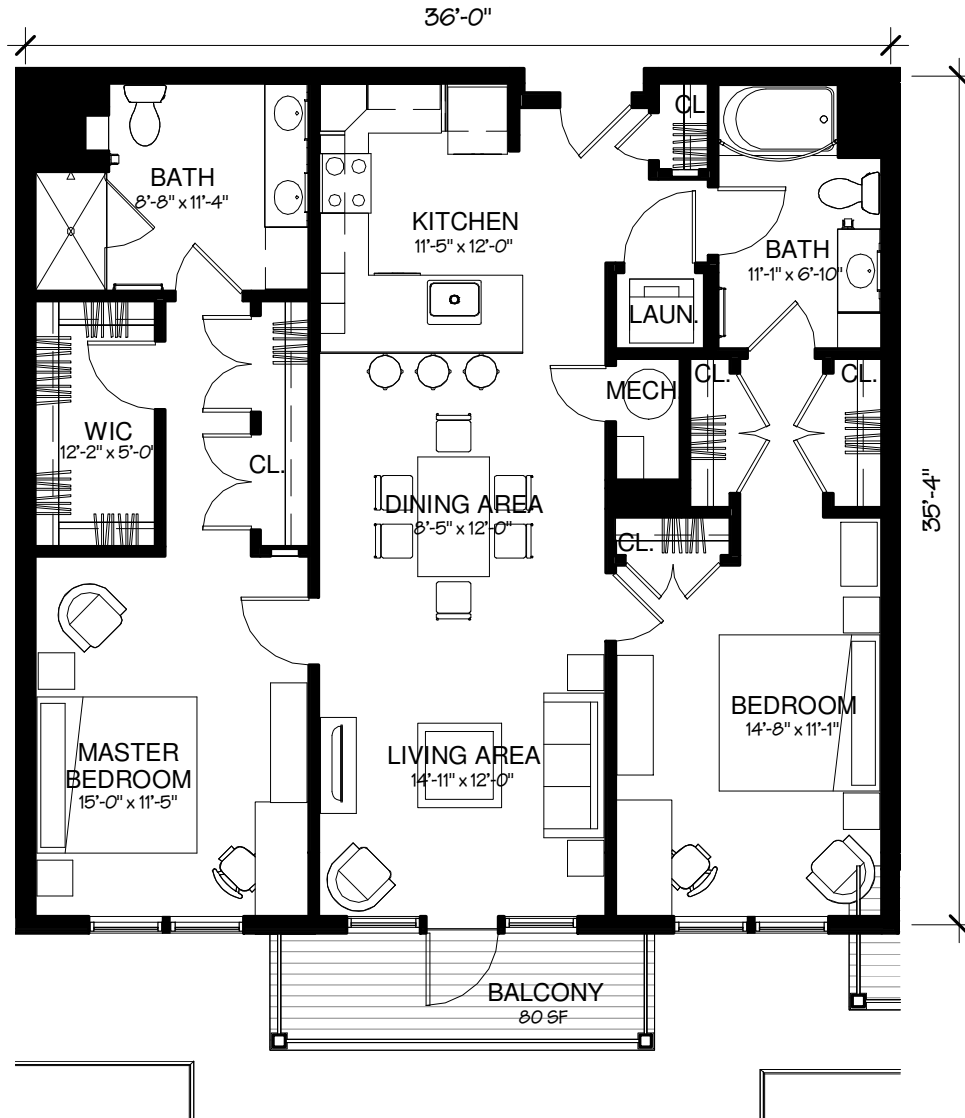 36'-0"
CL
BATH
8'-8" x 11'-4"
KITCHEN
11'-5" x 12'-0"
BATH
11'-1" x 6'-10"
LAUN.
MECH
CL.
CL.
WIC
12'-2" x 5'-0"
CL.
DINING AREA
8'-5" x 12'-0"
35'-4"
CL.
BEDROOM
14'-8" x 11'-1"
MASTER
BEDROOM
15'-0" x 11'-5"
LIVING AREA
14'-11" x 12'-0"
BALCONY
80 SF